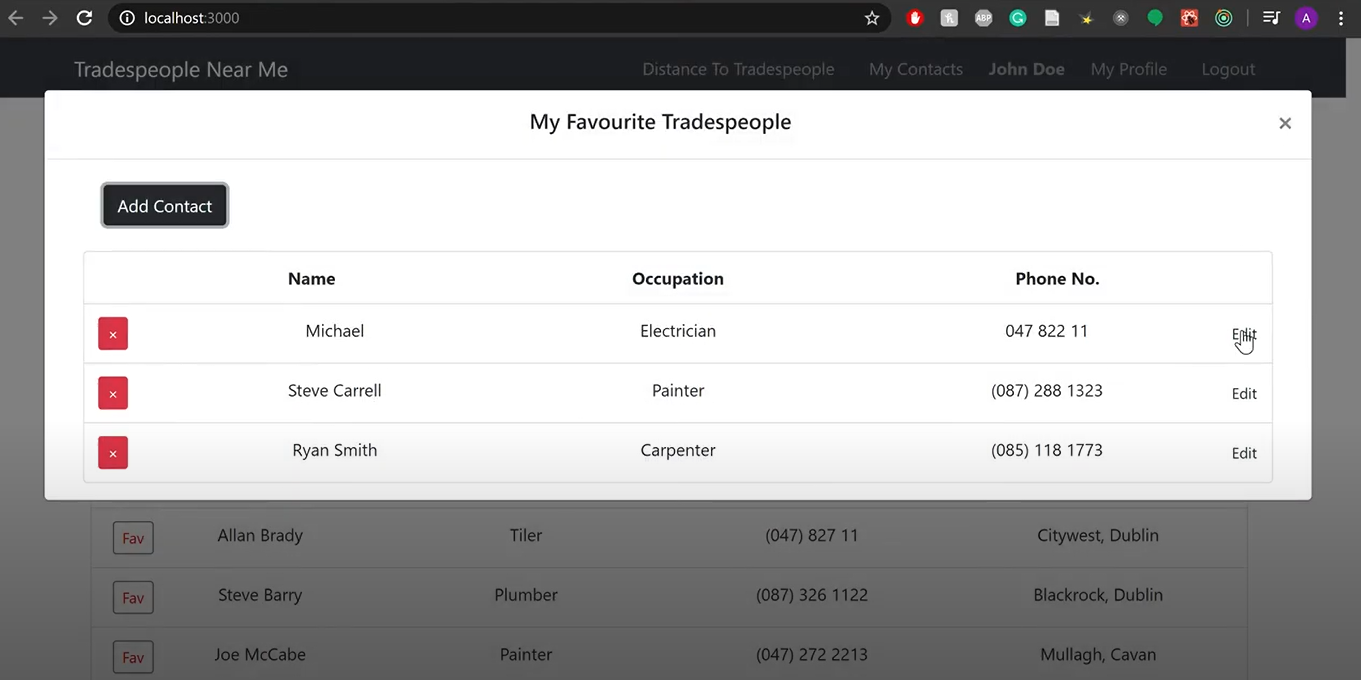 localhost:3000
ABP
A
Tradespeople Near Me Distance To Tradespeople My Contacts John Doe My Profile Logout
My Favourite Tradespeople ×
Add Contact
Name Occupation Phone No.
× Michael Electrician 047 822 11 Edit
× Steve Carrell Painter (087) 288 1323 Edit
× Ryan Smith Carpenter (085) 118 1773 Edit
Fav Allan Brady Tiler (047) 827 11 Citywest, Dublin
Fav Steve Barry Plumber (087) 326 1122 Blackrock, Dublin
Fav Joe McCabe Painter (047) 272 2213 Mullagh, Cavan